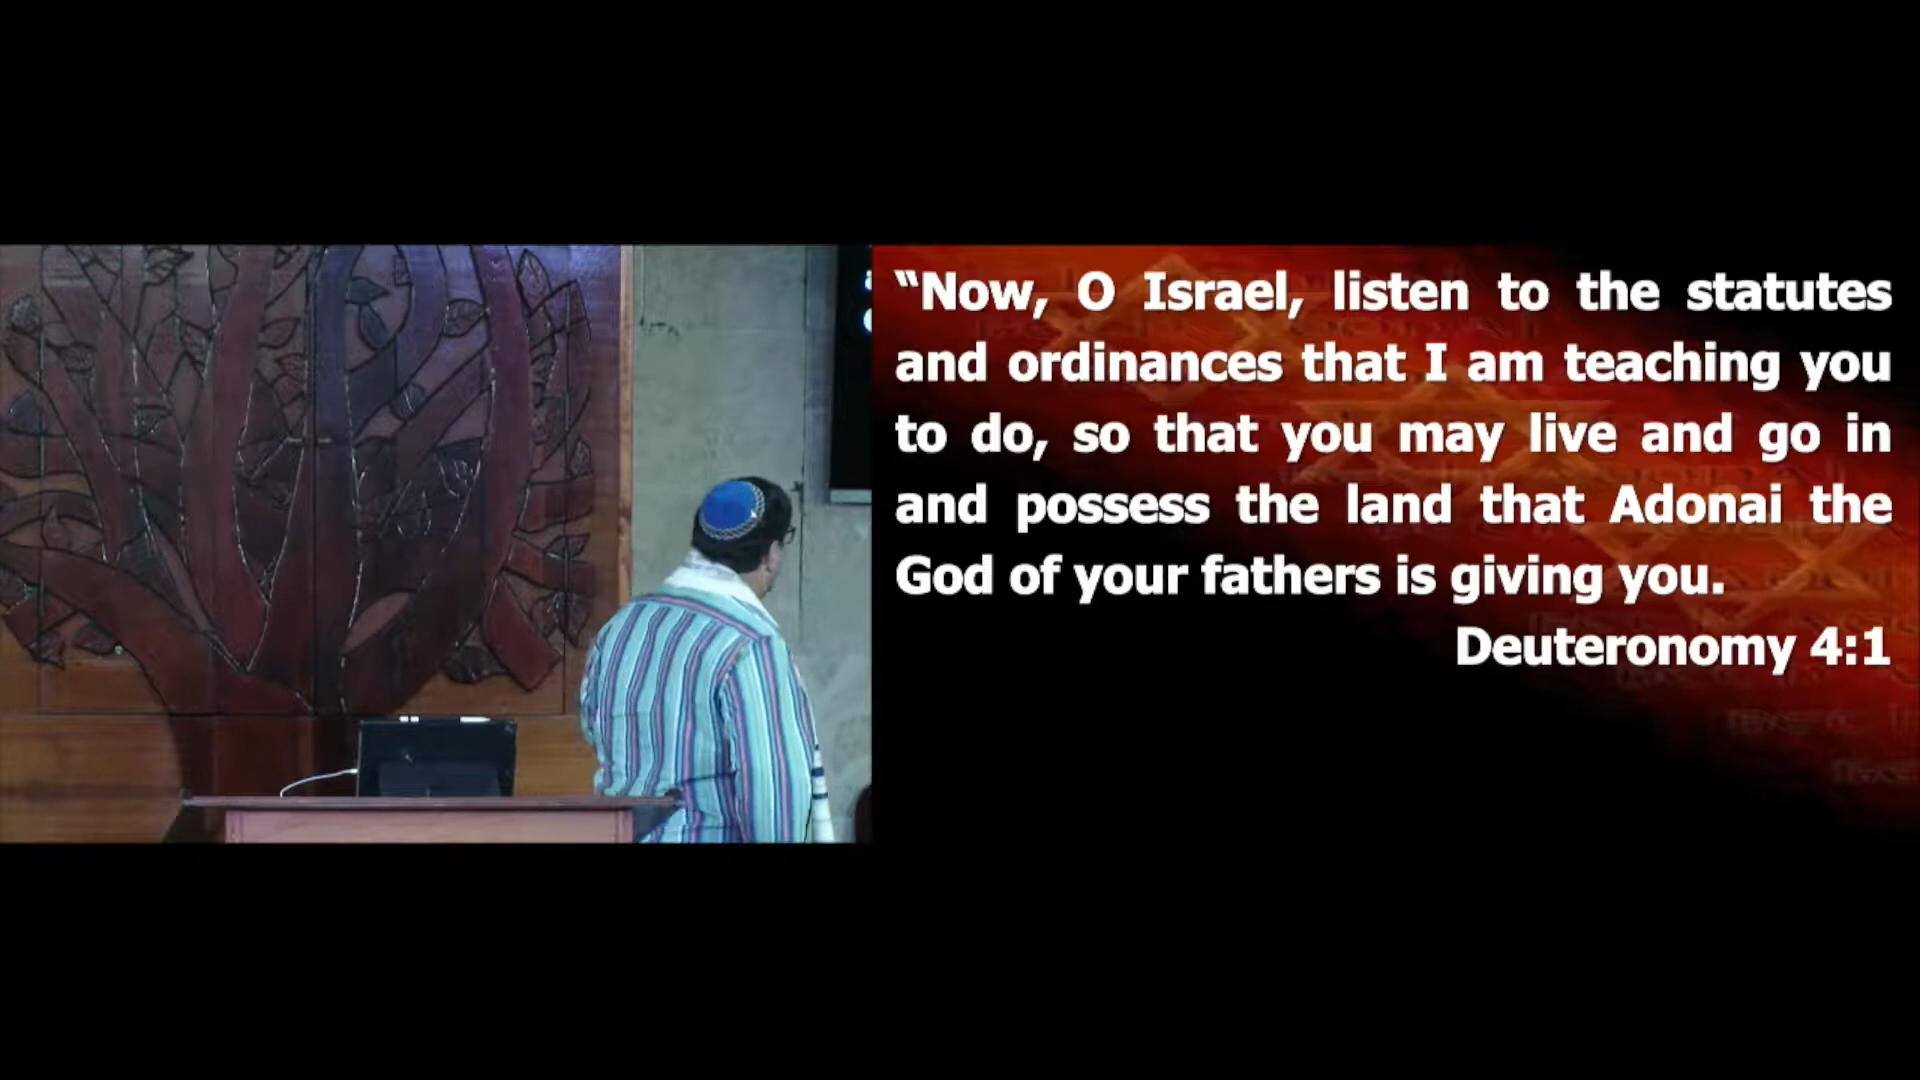 “Now, O Israel, listen to the statutes
and ordinances that I am teaching you
to do, so that you may live and go in
and possess the land that Adonai the
God of your fathers is giving you.
Deuteronomy 4:1